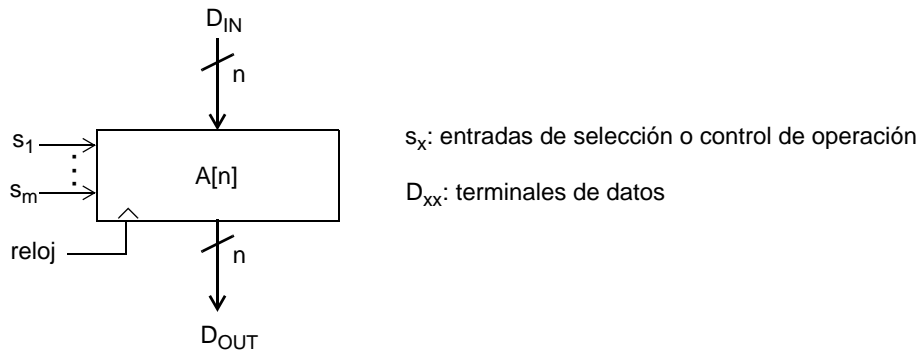 D_IN
n
s_1
s_m
A[n]
reloj
n
D_OUT
s_x: entradas de selección o control de operación
D_xx: terminales de datos